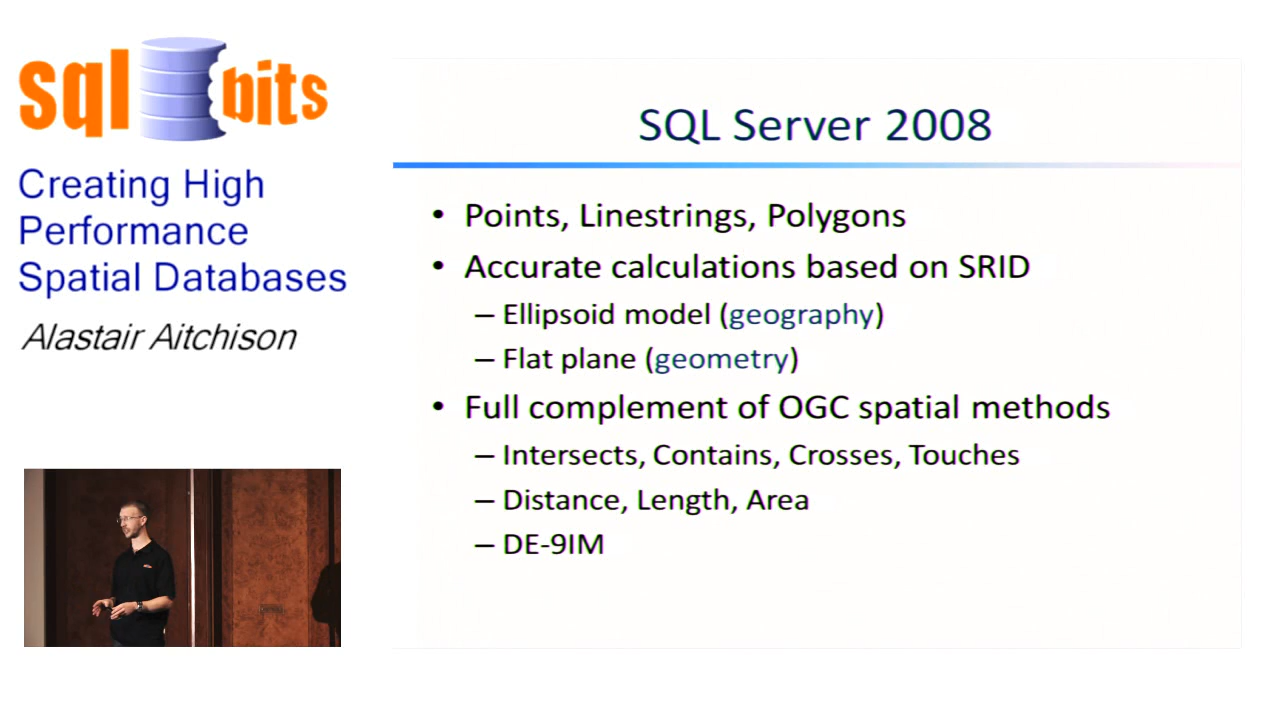 sql bits
Creating High
Performance
Spatial Databases
Alastair Aitchison
SQL Server 2008
• Points, Linestrings, Polygons
• Accurate calculations based on SRID
– Ellipsoid model (geography)
– Flat plane (geometry)
• Full complement of OGC spatial methods
– Intersects, Contains, Crosses, Touches
– Distance, Length, Area
– DE-9IM